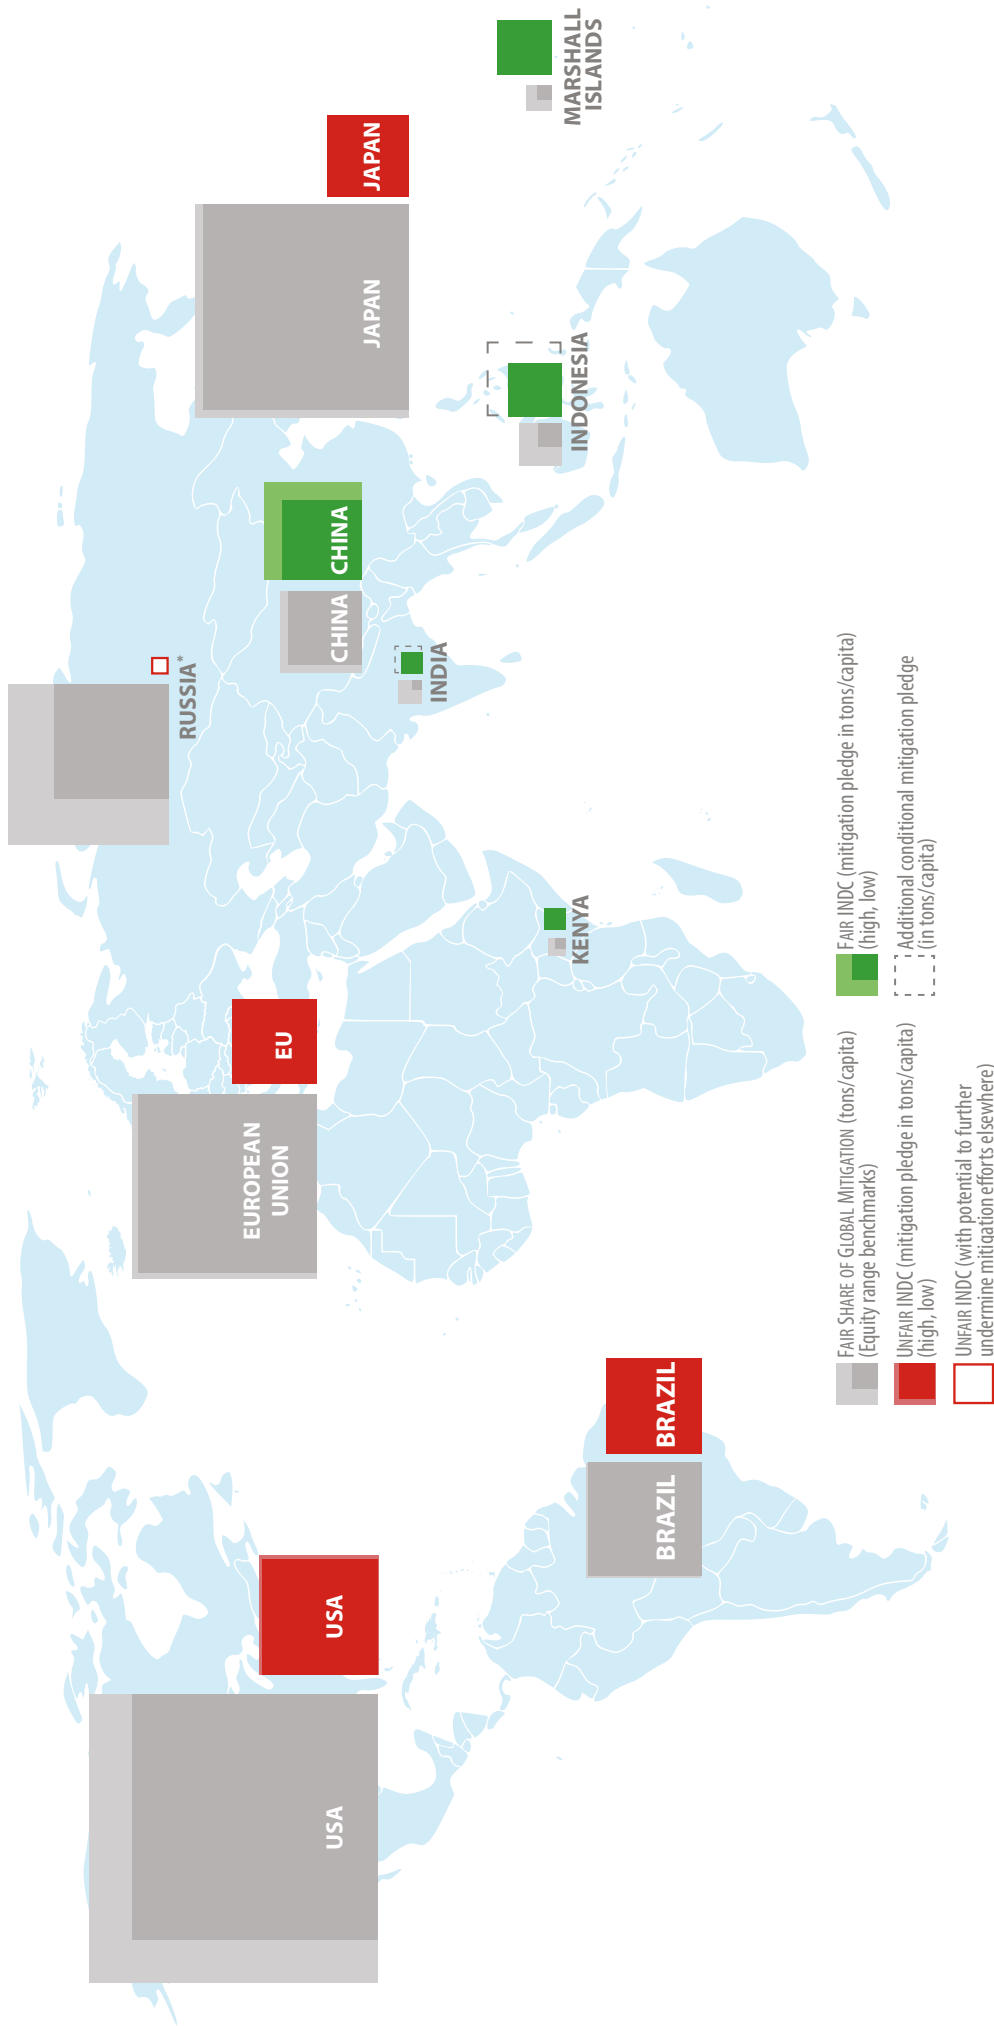 RUSSIA*
EUROPEAN
UNION
EU
JAPAN
JAPAN
CHINA
CHINA
USA
USA
INDIA
MARSHALL
ISLANDS
INDONESIA
KENYA
BRAZIL
BRAZIL
FAIR SHARE OF GLOBAL MITIGATION (tons/capita)
(Equity range benchmarks)
UNFAIR INDC (mitigation pledge in tons/capita)
(high, low)
UNFAIR INDC (with potential to further
undermine mitigation efforts elsewhere)
FAIR INDC (mitigation pledge in tons/capita)
(high, low)
Additional conditional mitigation pledge
(in tons/capita)